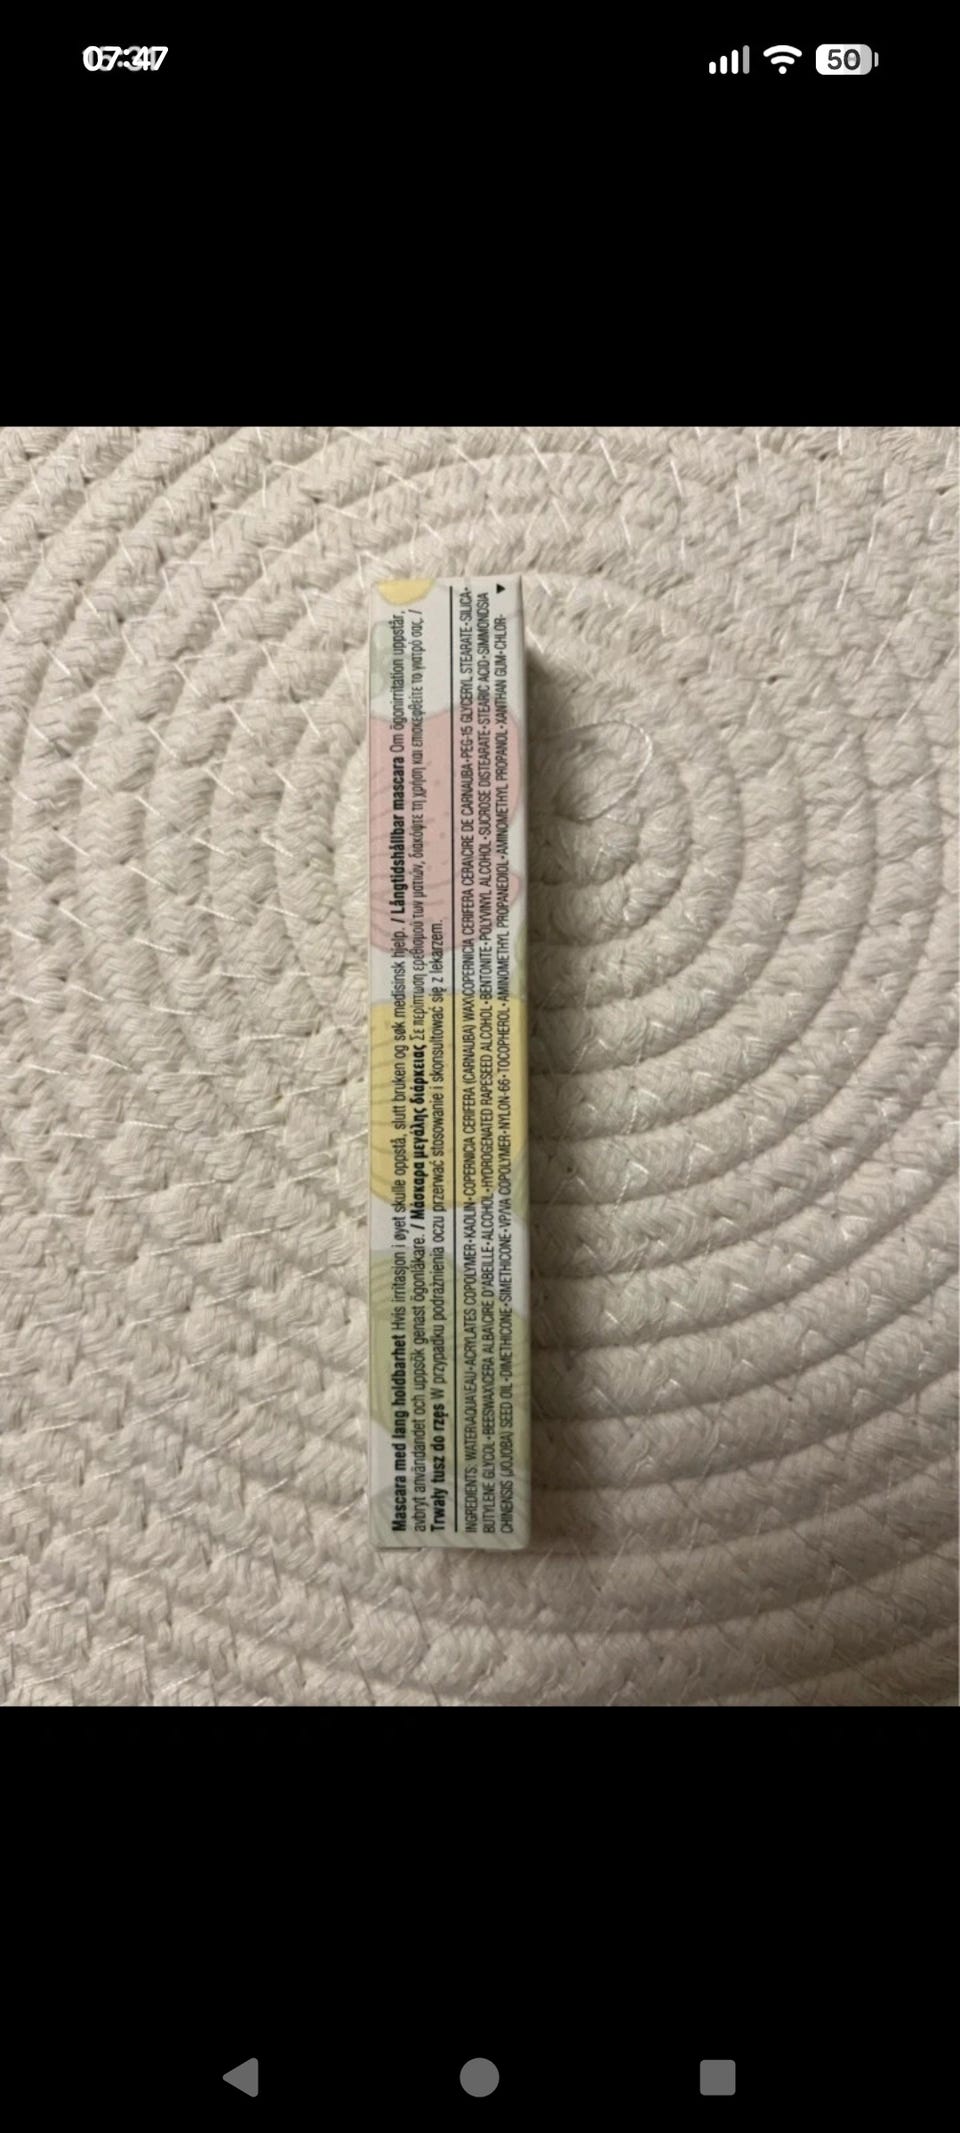 07:47
50
Mascara med lang holdbarhet Hvis irritasjon i øyet skulle oppstå, slutt bruken og søk medisinsk hjelp. / Långtidshållbar mascara Om ögonirritation uppstår,
avbryt användandet och uppsök genast ögonläkare. / Μάσκαρα μεγάλης διάρκειας Σε περίπτωση ερεθισμού των ματιών, διακόψτε τη χρήση και επισκεφθείτε το γιατρό σας. /
Trwały tusz do rzęs W przypadku podrażnienia oczu przerwać stosowanie i skonsultować się z lekarzem.
INGREDIENTS: WATER\AQUA\EAU•ACRYLATES COPOLYMER•KAOLIN•COPERNICIA CERIFERA (CARNAUBA) WAX\COPERNICIA CERIFERA CERA\CIRE DE CARNAUBA•PEG-15 GLYCERYL STEARATE•SILICA•
BUTYLENE GLYCOL•BEESWAX\CERA ALBA\CIRE D'ABEILLE•ALCOHOL•HYDROGENATED RAPESEED ALCOHOL•BENTONITE•POLYVINYL ALCOHOL•SUCROSE DISTEARATE•STEARIC ACID•SIMMONDSIA
CHINENSIS (JOJOBA) SEED OIL•DIMETHICONE•SIMETHICONE•VP/VA COPOLYMER•NYLON-66•TOCOPHEROL•AMINOMETHYL PROPANEDIOL•AMINOMETHYL PROPANOL•XANTHAN GUM•CHLOR-